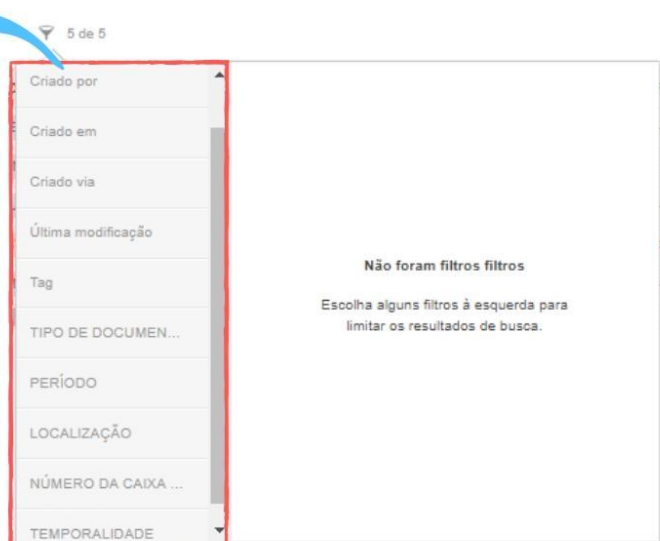 5 de 5
Criado por
Criado em
Criado via
Última modificação
Tag
TIPO DE DOCUMEN...
PERÍODO
LOCALIZAÇÃO
NÚMERO DA CAIXA ...
TEMPORALIDADE
Não foram filtros filtros
Escolha alguns filtros à esquerda para
limitar os resultados de busca.